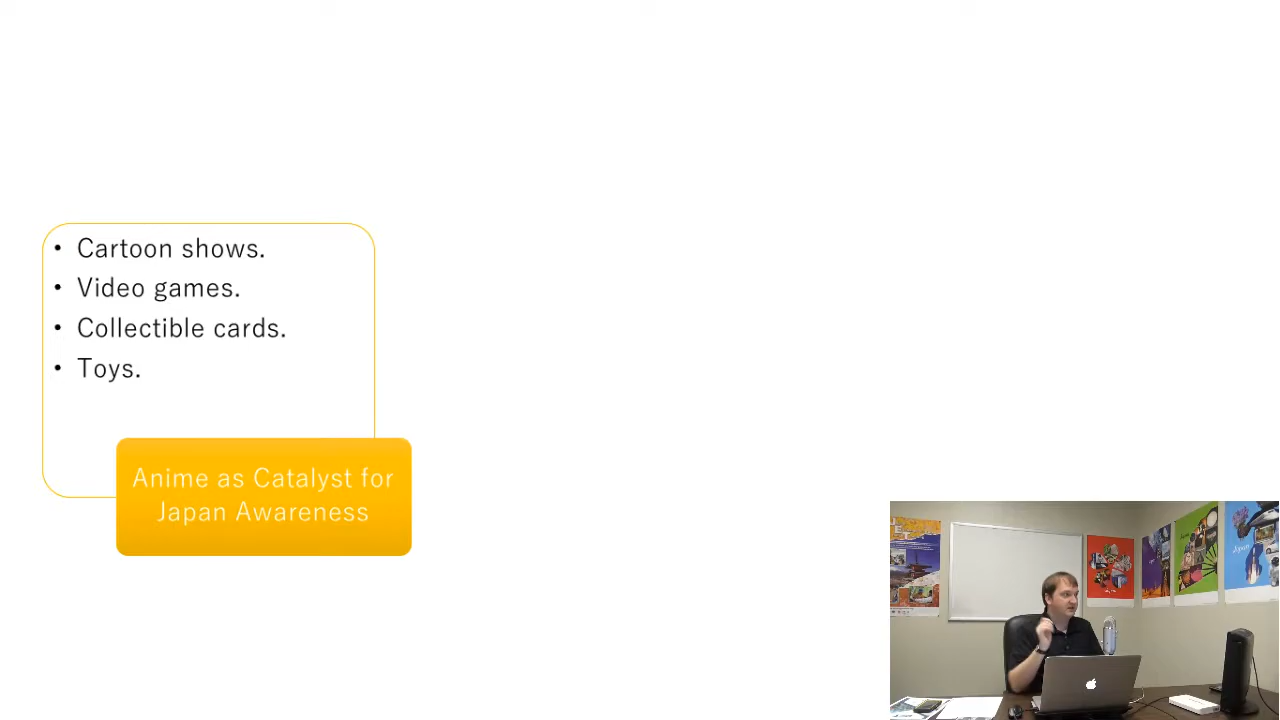 • Cartoon shows.
• Video games.
• Collectible cards.
• Toys.
Anime as Catalyst for
Japan Awareness